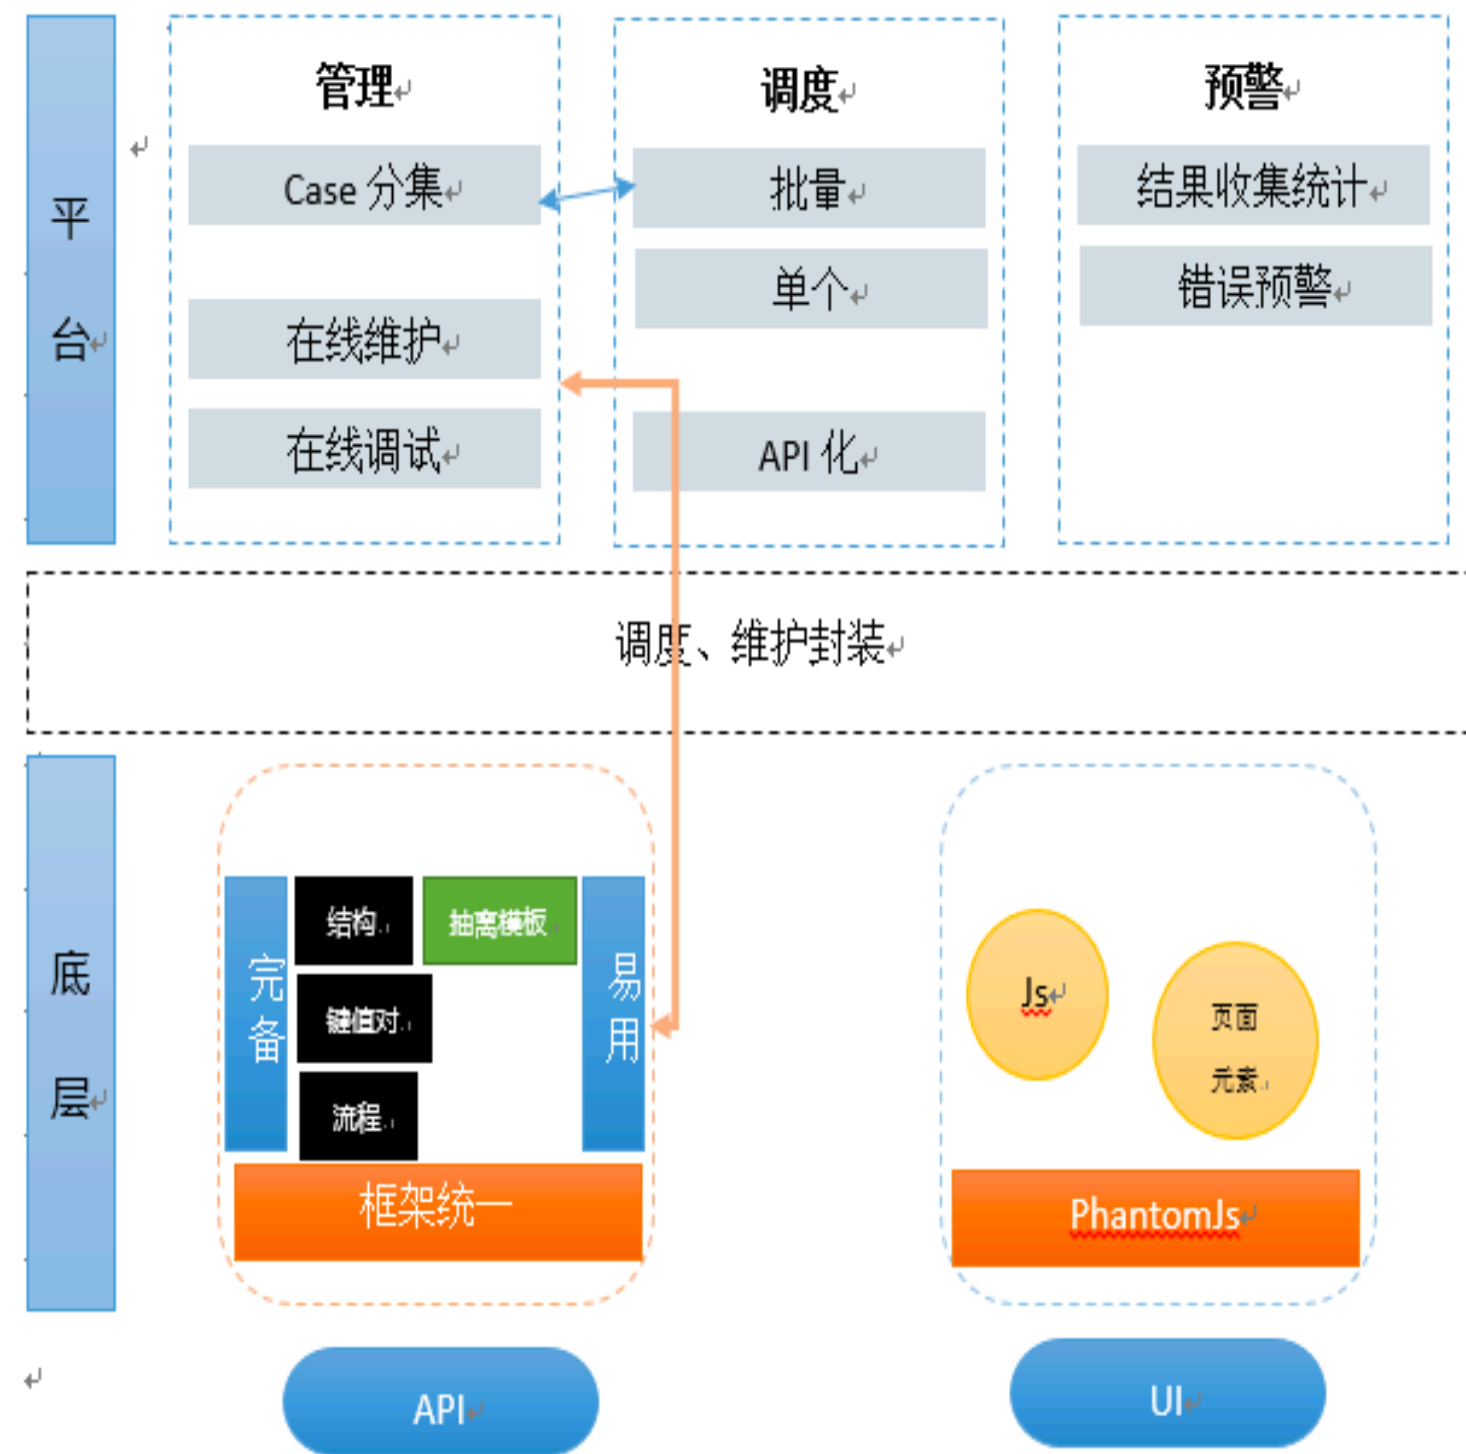 平
台
管理
Case 分集
在线维护
在线调试
调度
批量
单个
API 化
预警
结果收集统计
错误预警
调度、维护封装
底
层
完
备
结构
抽离模板
键值对
流程
易
用
框架统一
API
Js
页面
元素
PhantomJs
UI